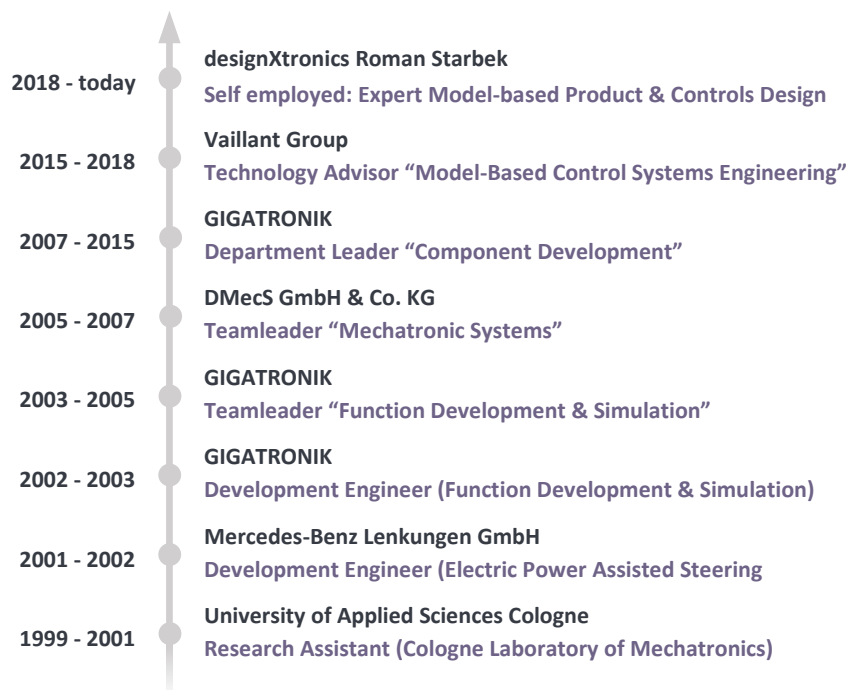 designXtronics Roman Starbek
2018 - today
Self employed: Expert Model-based Product & Controls Design
Vaillant Group
2015 - 2018
Technology Advisor “Model-Based Control Systems Engineering”
GIGATRONIK
2007 - 2015
Department Leader “Component Development”
DMecS GmbH & Co. KG
2005 - 2007
Teamleader “Mechatronic Systems”
GIGATRONIK
2003 - 2005
Teamleader “Function Development & Simulation”
GIGATRONIK
2002 - 2003
Development Engineer (Function Development & Simulation)
Mercedes-Benz Lenkungen GmbH
2001 - 2002
Development Engineer (Electric Power Assisted Steering
University of Applied Sciences Cologne
1999 - 2001
Research Assistant (Cologne Laboratory of Mechatronics)